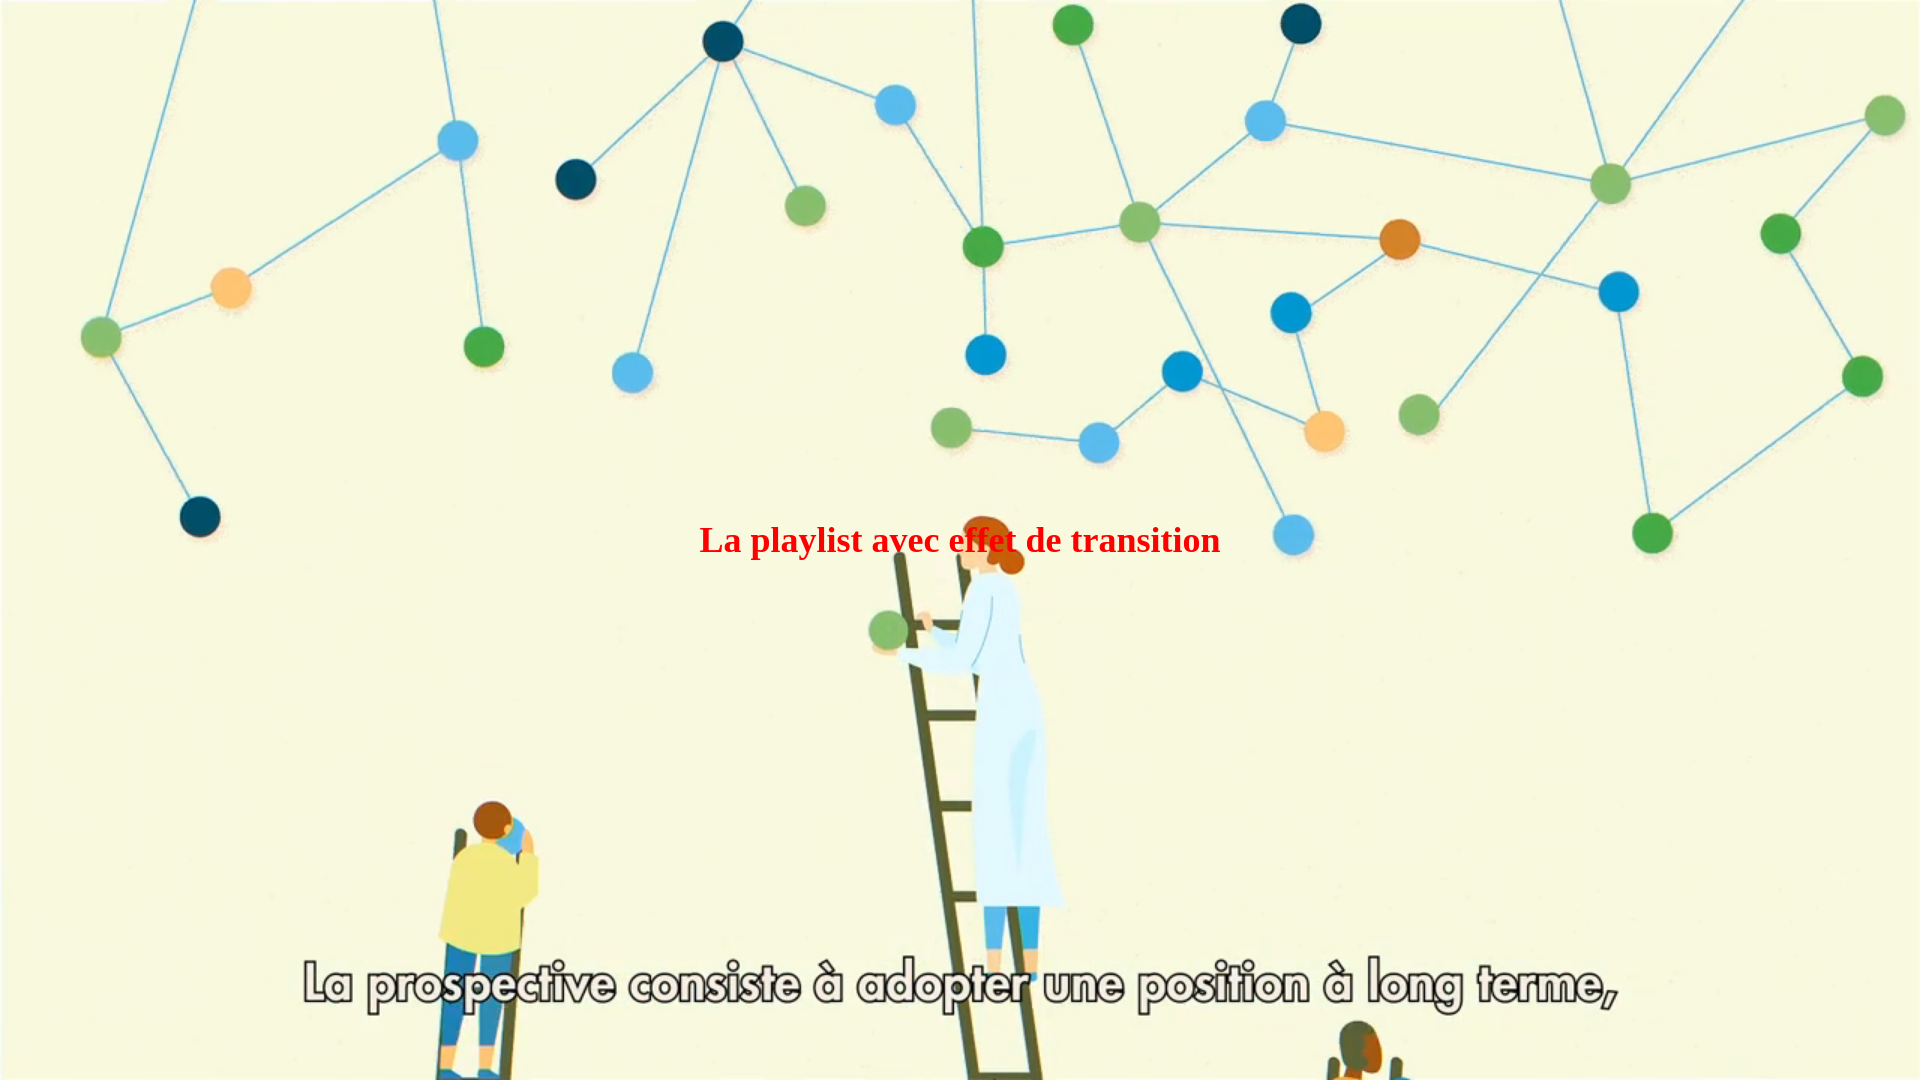 La playlist avec effet de transition
La prospective consiste à adopter une position à long terme,